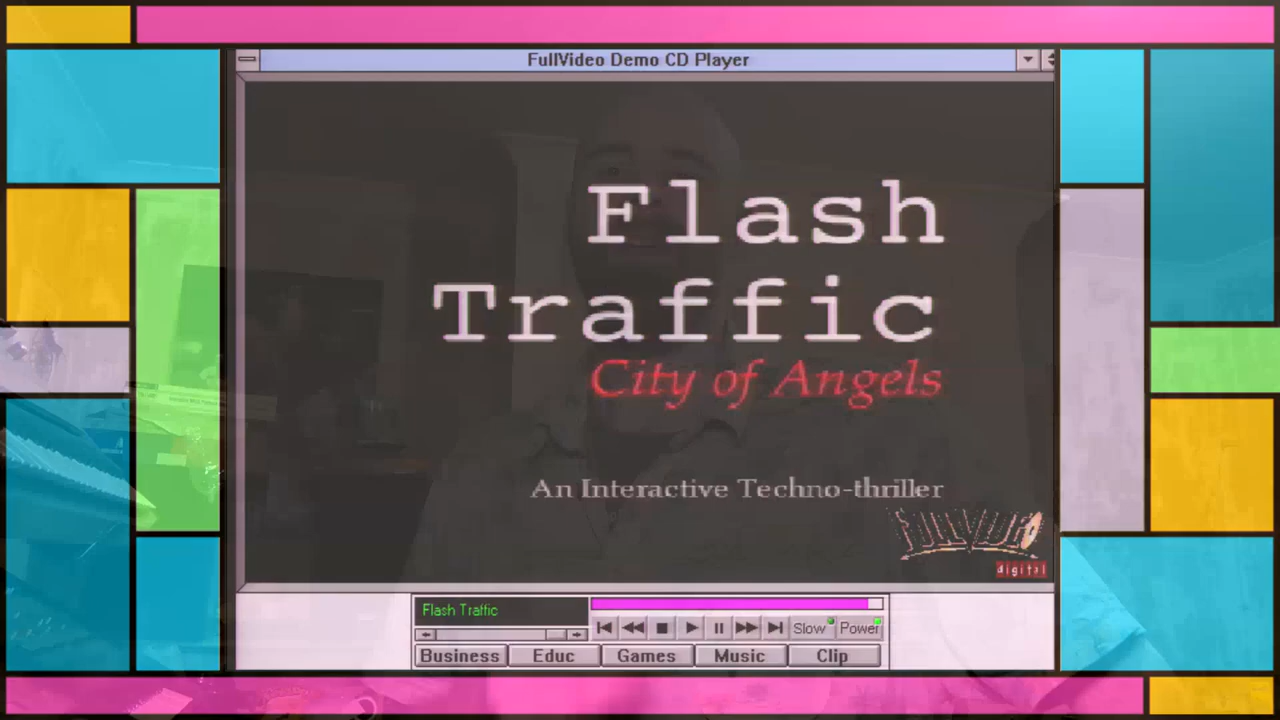 FullVideo Demo CD Player
Flash
Traffic
City of Angels
An Interactive Techno-thriller
FULLVIDEO
digital
Flash Traffic
Slow
Power
Business
Educ
Games
Music
Clip